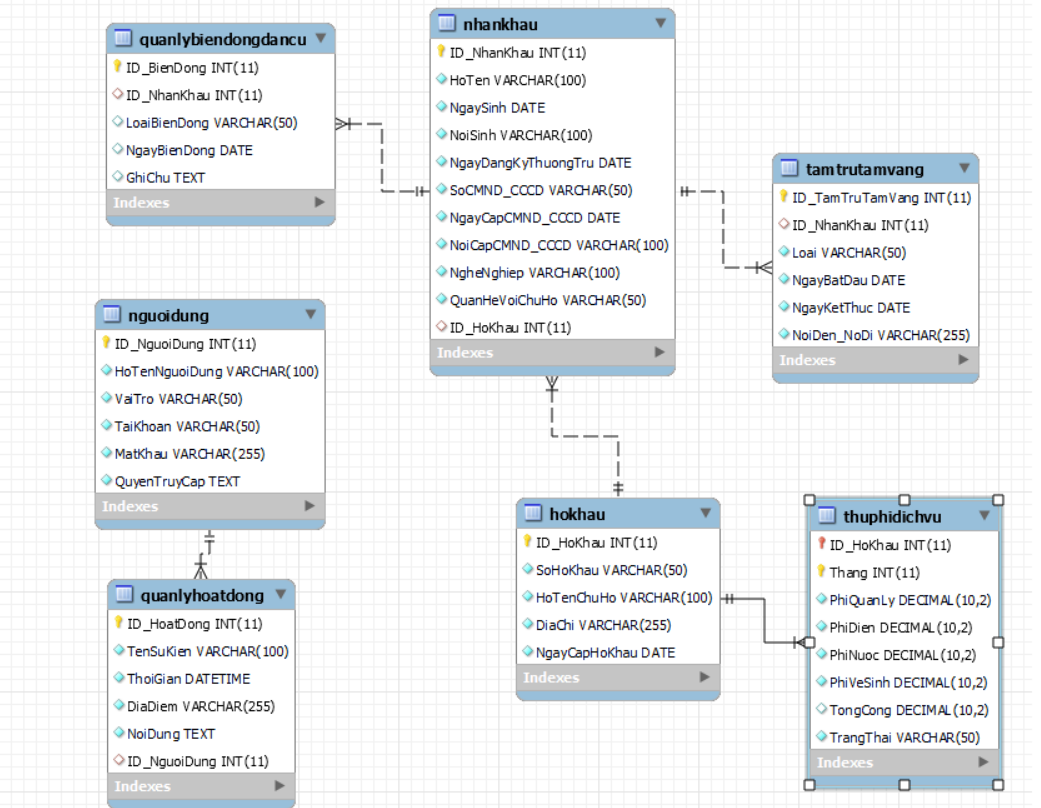 quanlybiendongdancu
ID_BienDong INT(11)
ID_NhanKhau INT(11)
LoaiBienDong VARCHAR(50)
NgayBienDong DATE
GhiChu TEXT
Indexes
nhankhau
ID_NhanKhau INT(11)
HoTen VARCHAR(100)
NgaySinh DATE
NoiSinh VARCHAR(100)
NgayDangKyThuongTru DATE
SoCMND_CCCD VARCHAR(50)
NgayCapCMND_CCCD DATE
NoiCapCMND_CCCD VARCHAR(100)
NgheNghiep VARCHAR(100)
QuanHeVoiChuHo VARCHAR(50)
ID_HoKhau INT(11)
Indexes
tamtrutamvang
ID_TamTruTamVang INT(11)
ID_NhanKhau INT(11)
Loai VARCHAR(50)
NgayBatDau DATE
NgayKetThuc DATE
NoiDen_NoDi VARCHAR(255)
Indexes
nguoidung
ID_NguoiDung INT(11)
HoTenNguoiDung VARCHAR(100)
VaiTro VARCHAR(50)
TaiKhoan VARCHAR(50)
MatKhau VARCHAR(255)
QuyenTruyCap TEXT
Indexes
quanlyhoatdong
ID_HoatDong INT(11)
TenSuKien VARCHAR(100)
ThoiGian DATETIME
DiaDiem VARCHAR(255)
NoiDung TEXT
ID_NguoiDung INT(11)
Indexes
hokhau
ID_HoKhau INT(11)
SoHoKhau VARCHAR(50)
HoTenChuHo VARCHAR(100)
DiaChi VARCHAR(255)
NgayCapHoKhau DATE
Indexes
thuphidichvu
ID_HoKhau INT(11)
Thang INT(11)
PhiQuanLy DECIMAL(10,2)
PhiDien DECIMAL(10,2)
PhiNuoc DECIMAL(10,2)
PhiVeSinh DECIMAL(10,2)
TongCong DECIMAL(10,2)
TrangThai VARCHAR(50)
Indexes